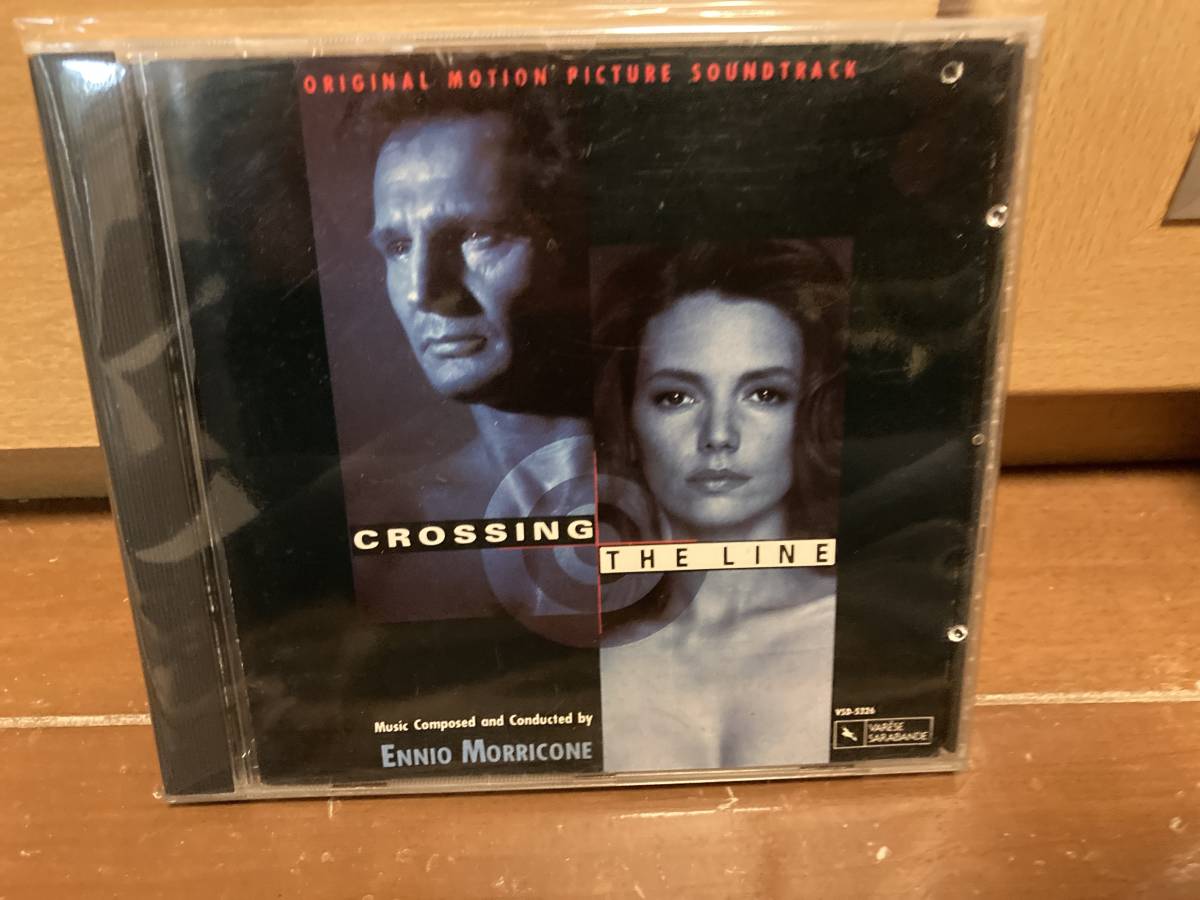 ORIGINAL MOTION PICTURE SOUNDTRACK
CROSSING
THE LINE
Music Composed and Conducted by
ENNIO MORRICONE
VSD-5326
VARÈSE
SARABANDE